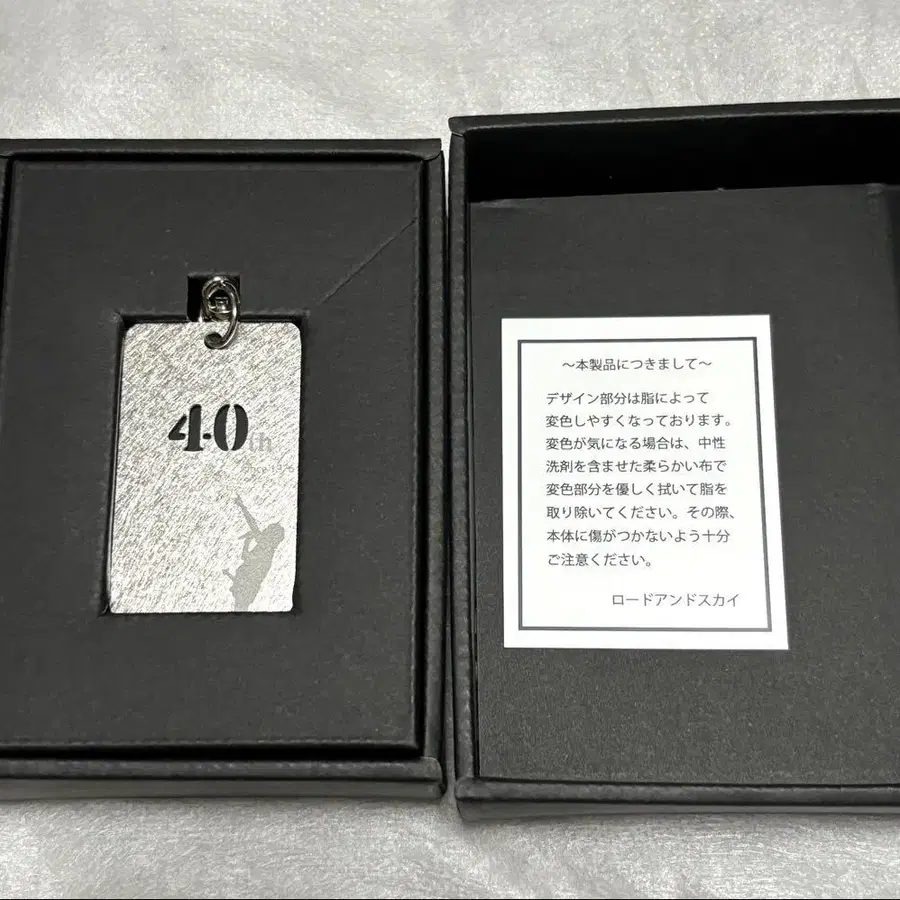 40th
～本製品につきまして～
デザイン部分は脂によって
変色しやすくなっております。
変色が気になる場合は、中性
洗剤を含ませた柔らかい布で
変色部分を優しく拭いて脂を
取り除いてください。その際、
本体に傷がつかないよう十分
ご注意ください。
ロードアンドスカイ